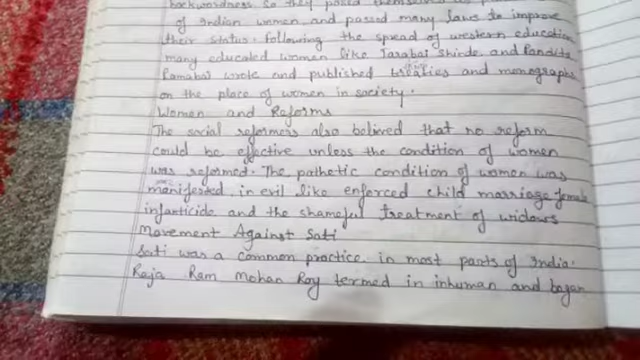 backwardness so they posed themselves as
of Indian women and passed many laws to improve
their status. Following the spread of western education
many educated women like Tarabai Shinde and Pandita
Ramabai wrote and published treaties and monographs
on the place of women in society.
Women and Reforms
The social reformers also belived that no reform
could be effective unless the condition of women
was reformed. The pathetic condition of women was
manifested in evil like enforced child marriage female
infanticide and the shameful treatment of widows
Movement Against Sati
Sati was a common practice in most parts of India.
Raja Ram Mohan Roy termed in inhuman and began